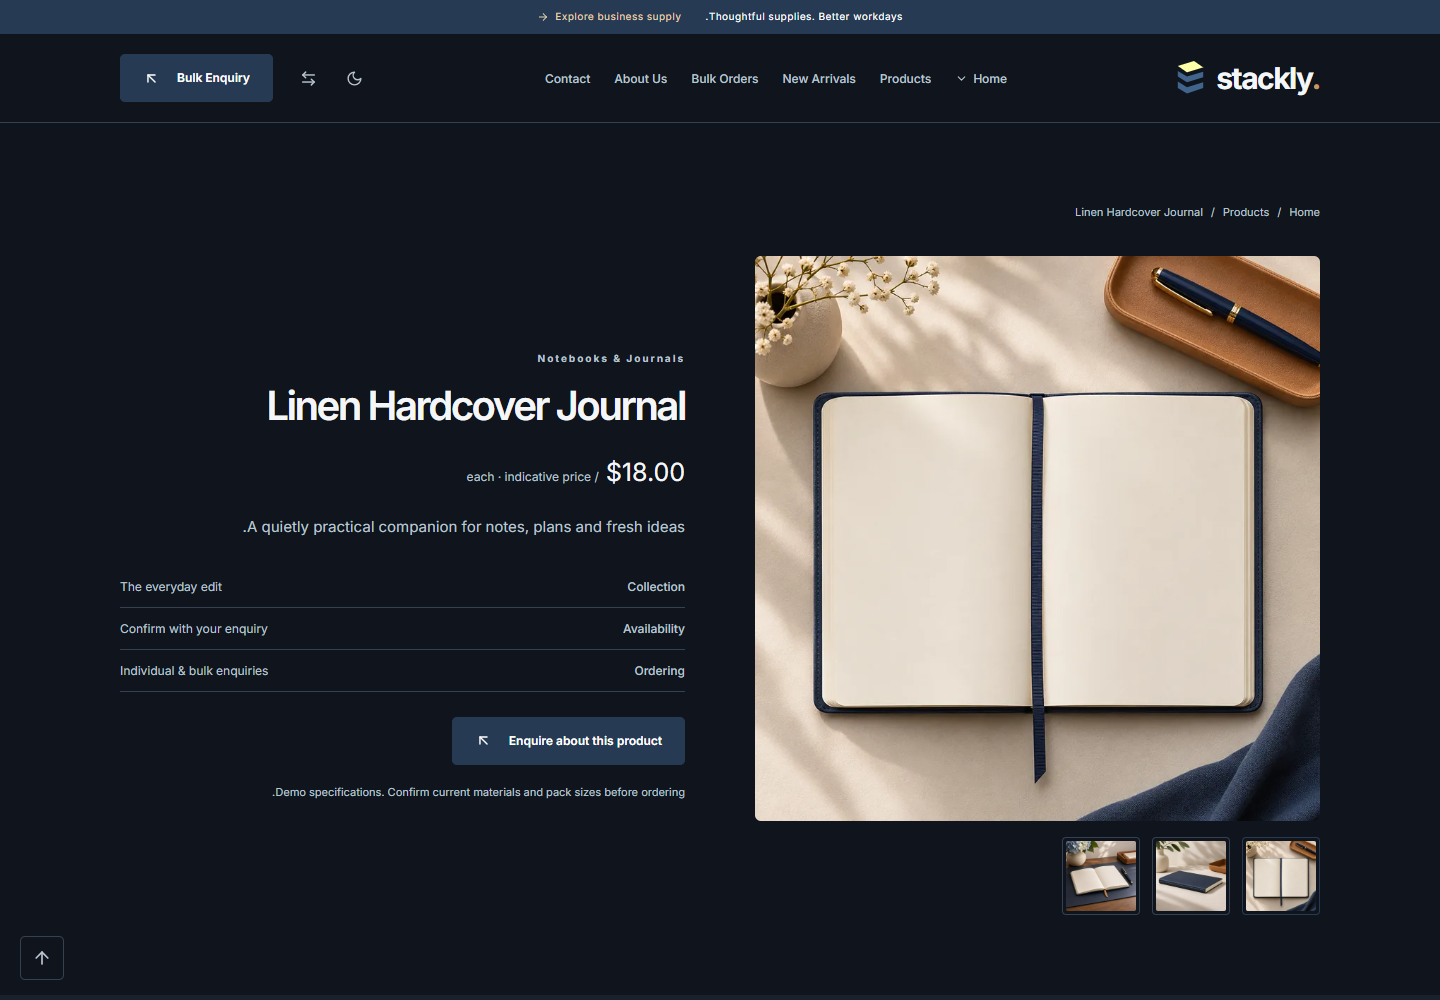 Explore business supply
.Thoughtful supplies. Better workdays
Bulk Enquiry
Contact
About Us
Bulk Orders
New Arrivals
Products
Home
stackly.
Linen Hardcover Journal / Products / Home
Notebooks & Journals
Linen Hardcover Journal
each · indicative price / $18.00
.A quietly practical companion for notes, plans and fresh ideas
The everyday edit
Collection
Confirm with your enquiry
Availability
Individual & bulk enquiries
Ordering
Enquire about this product
.Demo specifications. Confirm current materials and pack sizes before ordering